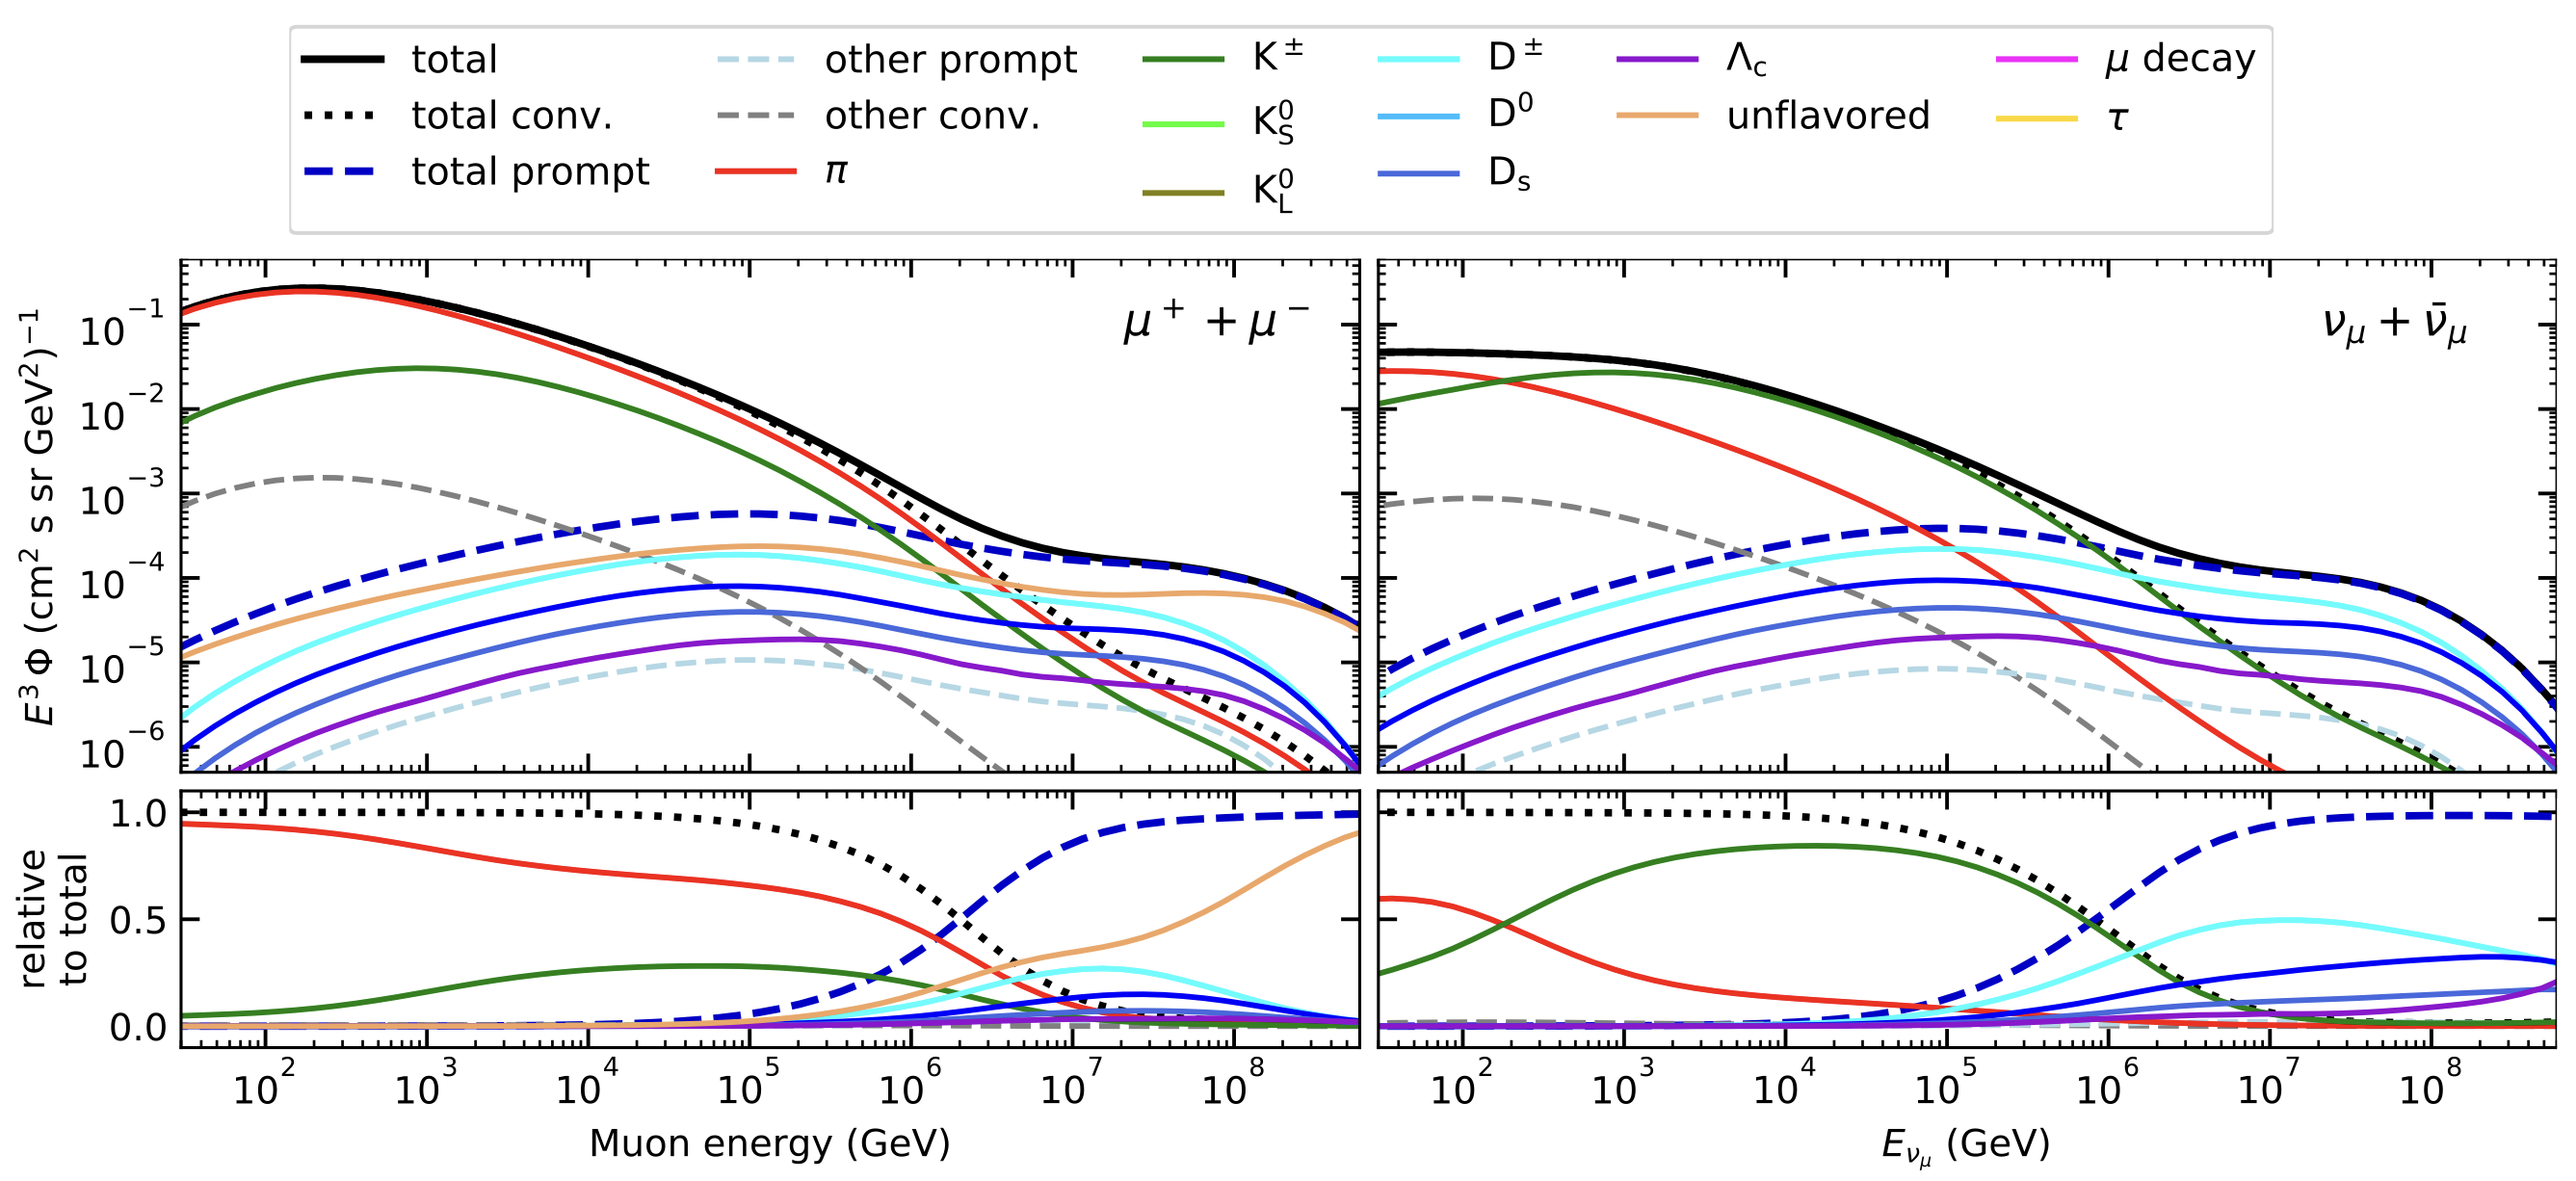 total other prompt K± D± Λc μ decay
total conv. other conv. K⁰S D⁰ unflavored τ
total prompt π K⁰L Ds
E³ Φ (cm² s sr GeV²)⁻¹
10⁻¹
10⁻²
10⁻³
10⁻⁴
10⁻⁵
10⁻⁶
μ⁺ + μ⁻
νμ + ν̄μ
relative
to total
1.0
0.5
0.0
10² 10³ 10⁴ 10⁵ 10⁶ 10⁷ 10⁸
Muon energy (GeV)
10² 10³ 10⁴ 10⁵ 10⁶ 10⁷ 10⁸
Eνμ (GeV)